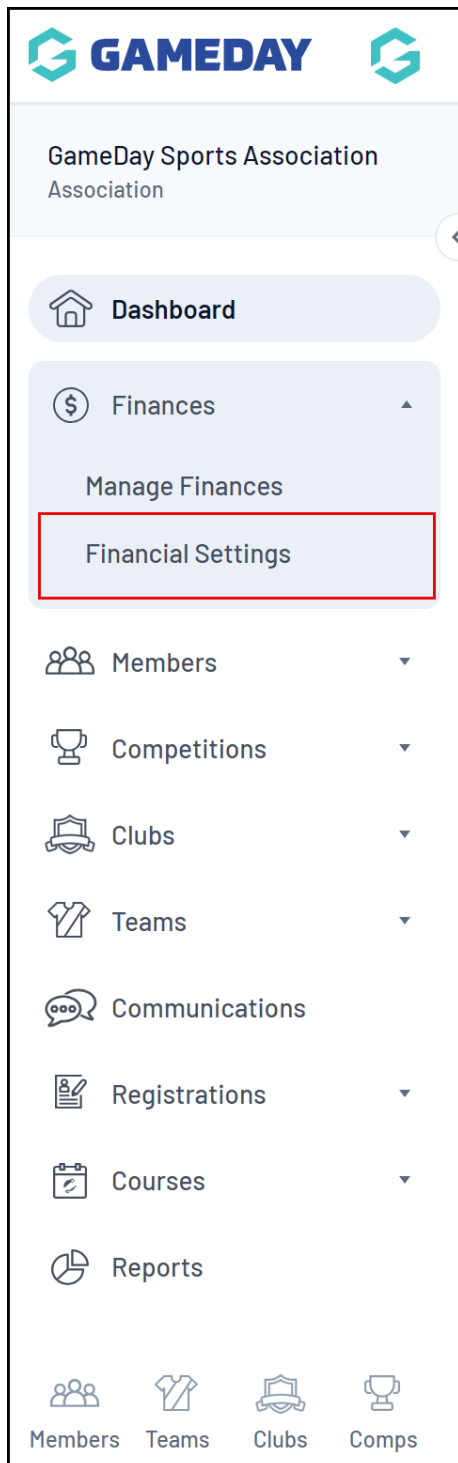 GAMEDAY
GameDay Sports Association
Association
Dashboard
Finances
Manage Finances
Financial Settings
Members
Competitions
Clubs
Teams
Communications
Registrations
Courses
Reports
Members Teams Clubs Comps